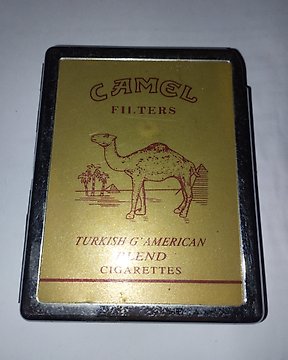 CAMEL
FILTERS
TURKISH G' AMERICAN
BLEND
CIGARETTES